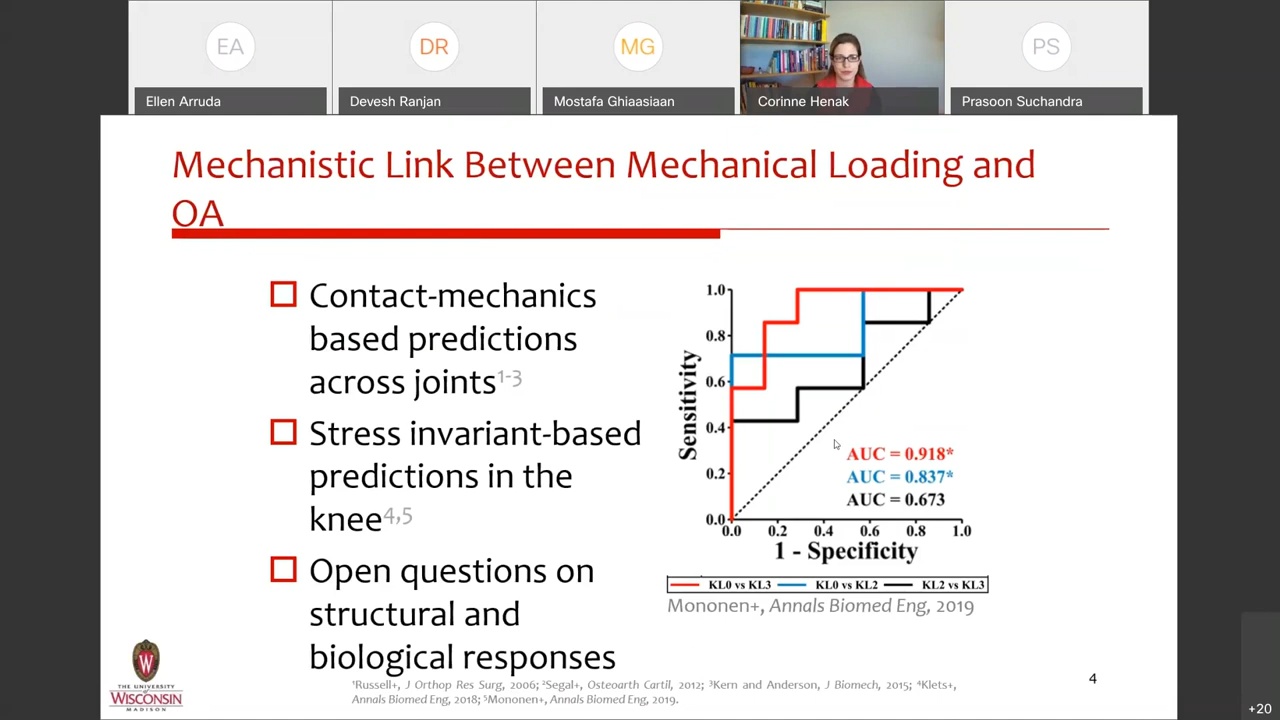 EA
DR
MG
PS
Ellen Arruda
Devesh Ranjan
Mostafa Ghiaasiaan
Corinne Henak
Prasoon Suchandra
Mechanistic Link Between Mechanical Loading and
OA
Contact-mechanics
based predictions
across joints1-3
Stress invariant-based
predictions in the
knee4,5
Open questions on
structural and
biological responses
Sensitivity
1.0
0.8
0.6
0.4
0.2
0.0
AUC = 0.918*
AUC = 0.837*
AUC = 0.673
0.0 0.2 0.4 0.6 0.8 1.0
1 - Specificity
KL0 vs KL3 KL0 vs KL2 KL2 vs KL3
Mononen+, Annals Biomed Eng, 2019
W
THE UNIVERSITY
of
WISCONSIN
MADISON
1Russell+, J Orthop Res Surg, 2006; 2Segal+, Osteoarth Cartil, 2012; 3Kern and Anderson, J Biomech, 2015; 4Klets+,
Annals Biomed Eng, 2018; 5Mononen+, Annals Biomed Eng, 2019.
4
+20